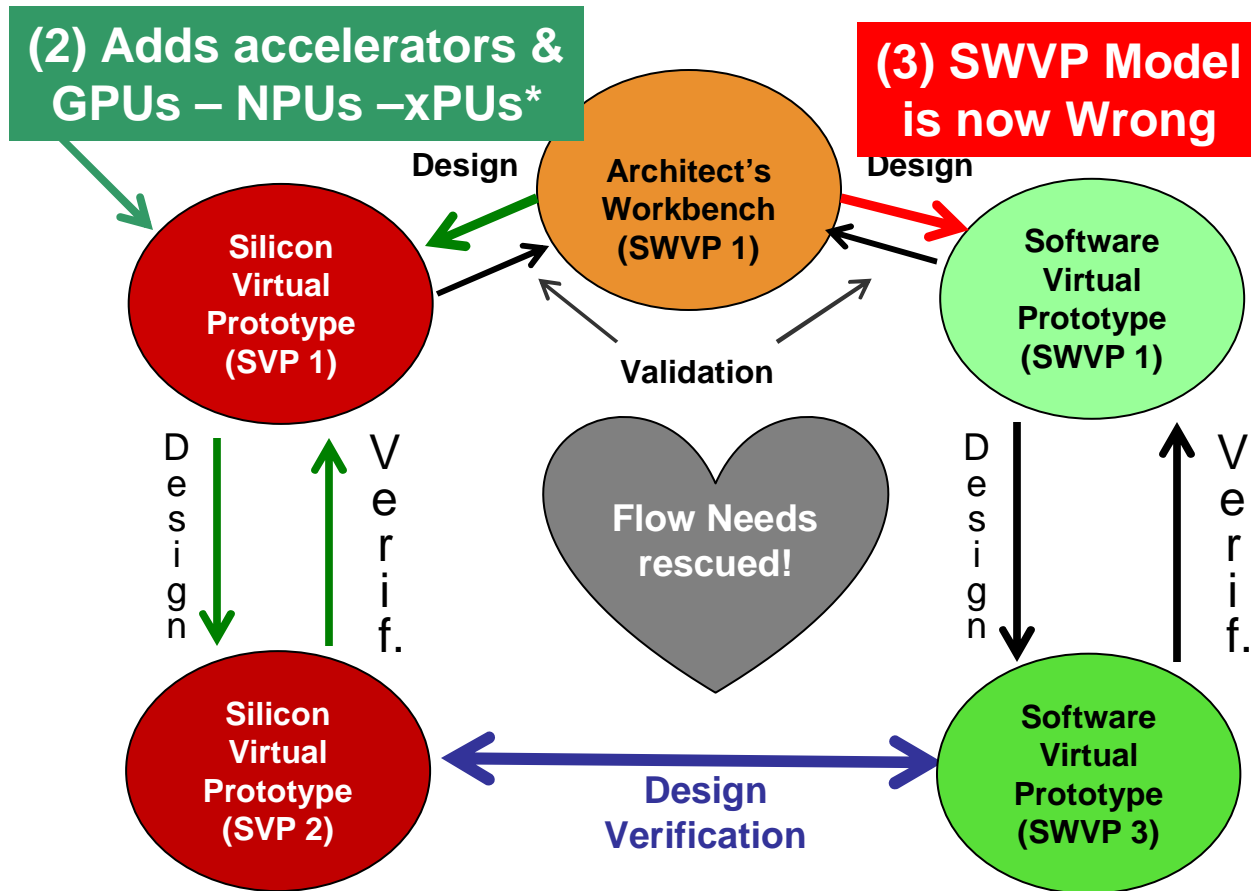 (2) Adds accelerators &
GPUs – NPUs –xPUs*
(3) SWVP Model
is now Wrong
Design
Design
Architect's
Workbench
(SWVP 1)
Silicon
Virtual
Prototype
(SVP 1)
Software
Virtual
Prototype
(SWVP 1)
Validation
Design
Verif.
Flow Needs
rescued!
Design
Verif.
Silicon
Virtual
Prototype
(SVP 2)
Design
Verification
Software
Virtual
Prototype
(SWVP 3)